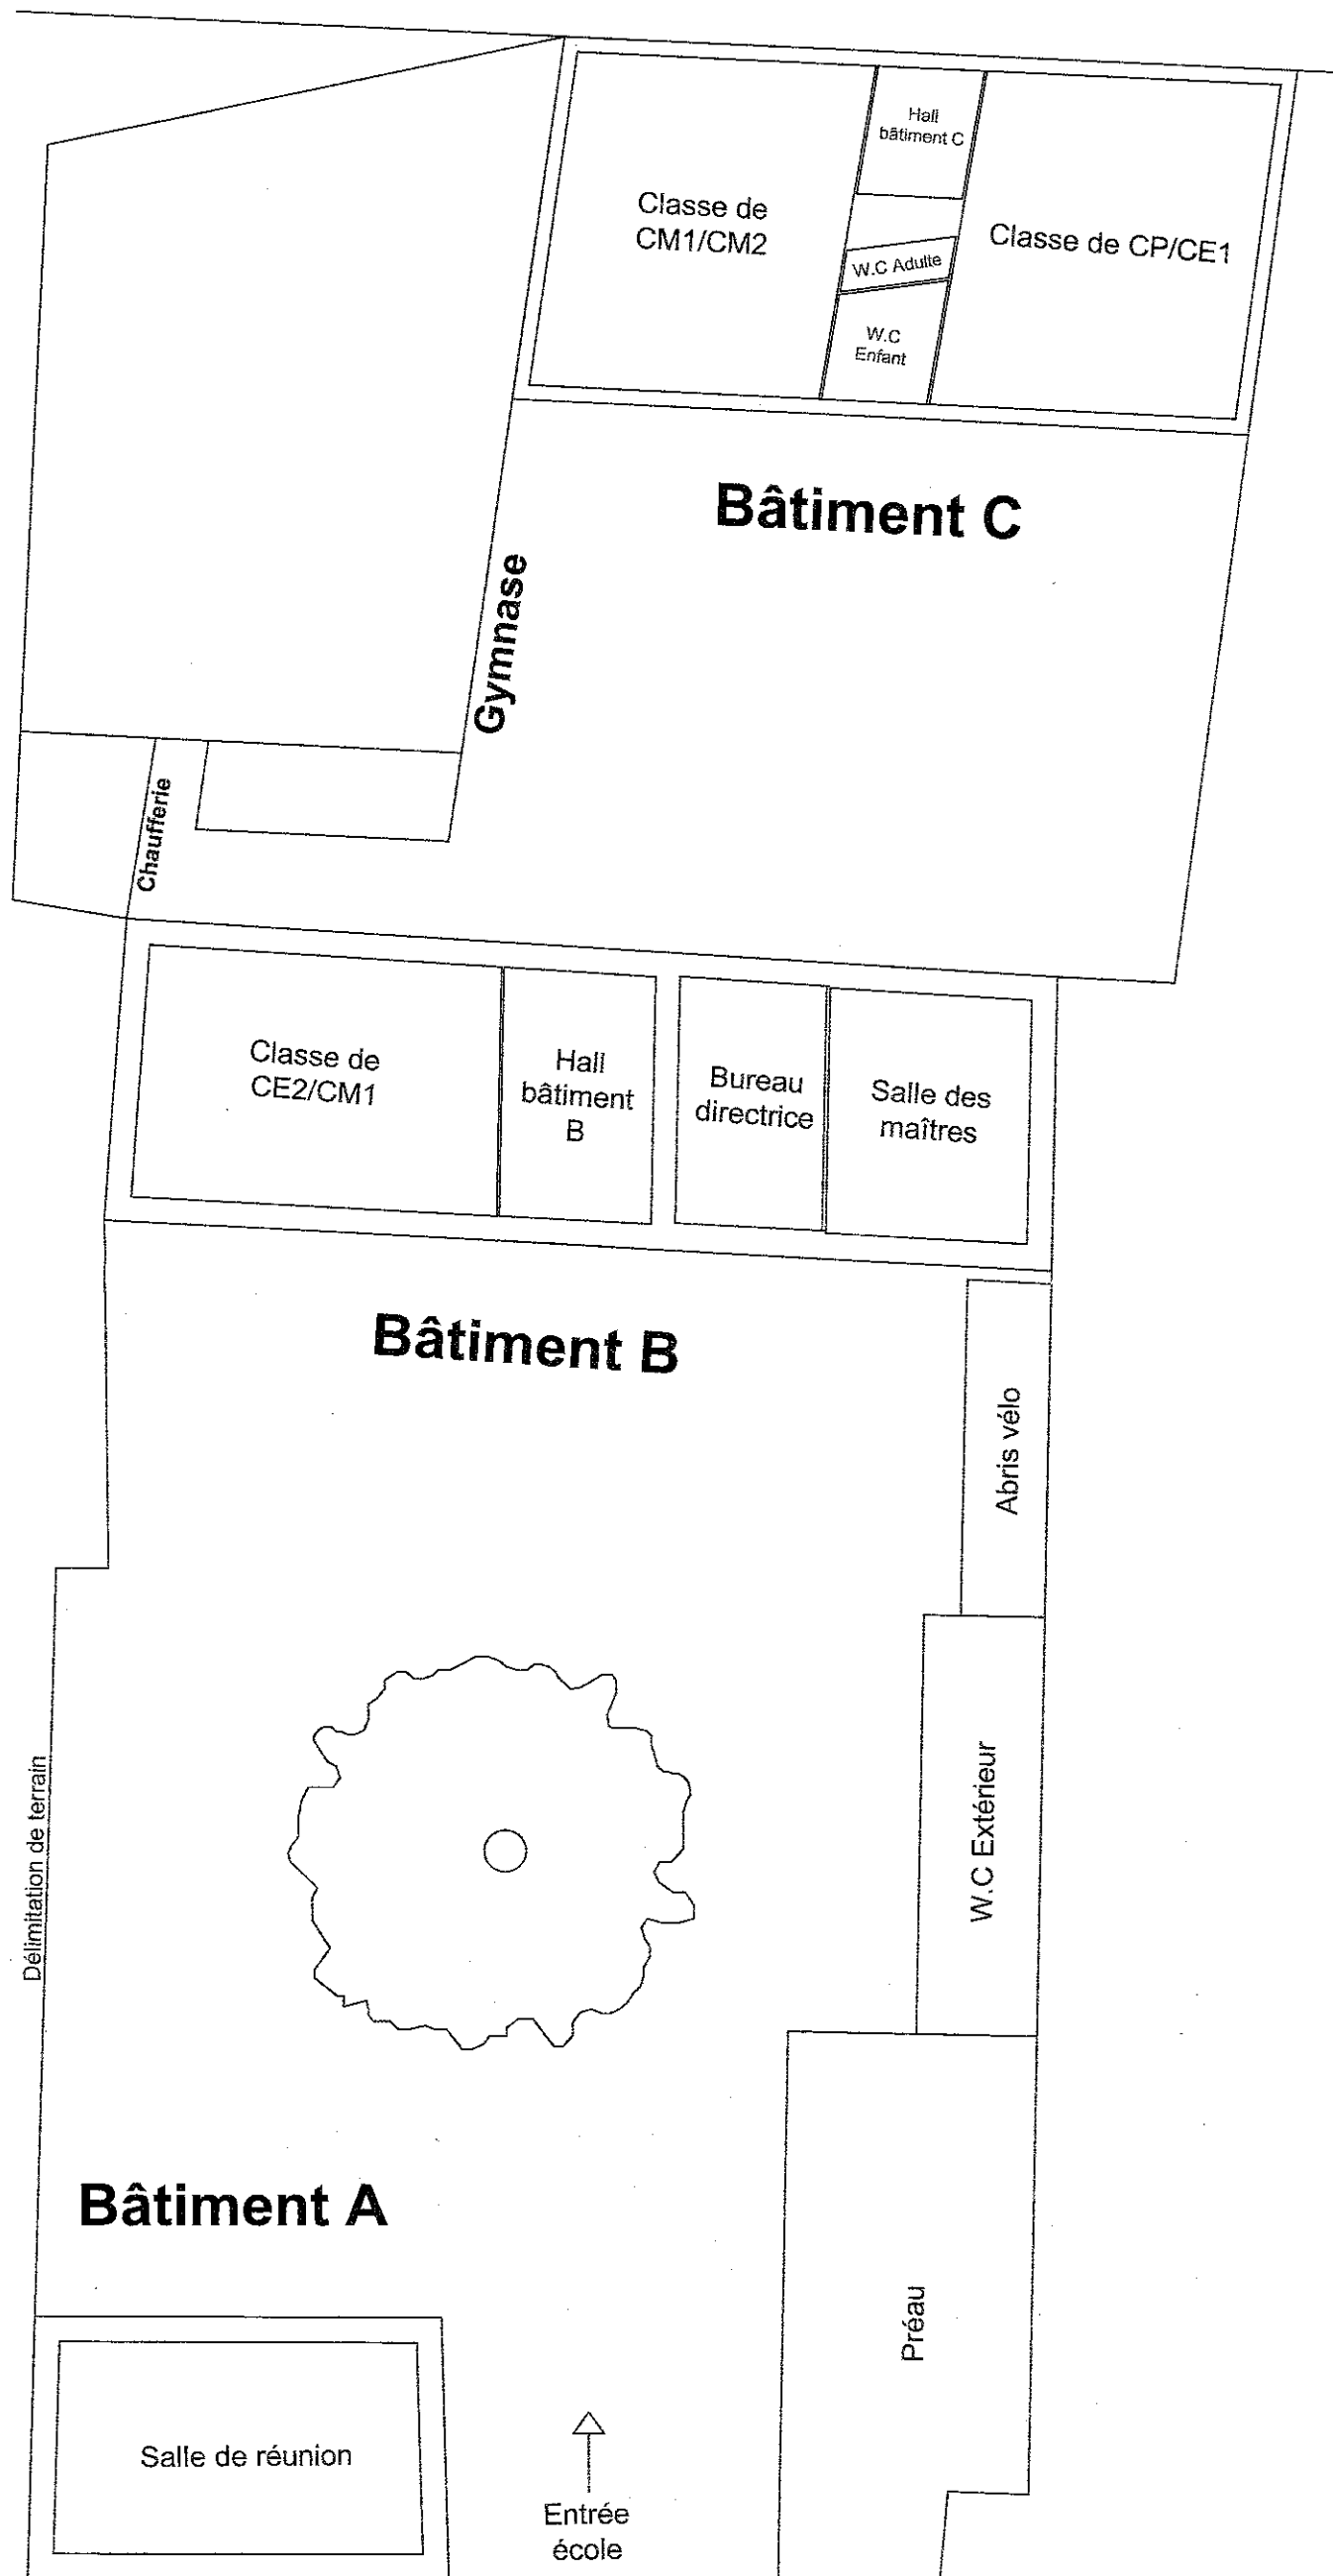 Hall
bâtiment C
Classe de
CM1/CM2
Classe de CP/CE1
W.C Adulte
W.C
Enfant
Bâtiment C
Gymnase
Chaufferie
Classe de
CE2/CM1
Hall
bâtiment
B
Bureau
directrice
Salle des
maîtres
Bâtiment B
Abris vélo
W.C Extérieur
Délimitation de terrain
Bâtiment A
Préau
Salle de réunion
Entrée
école